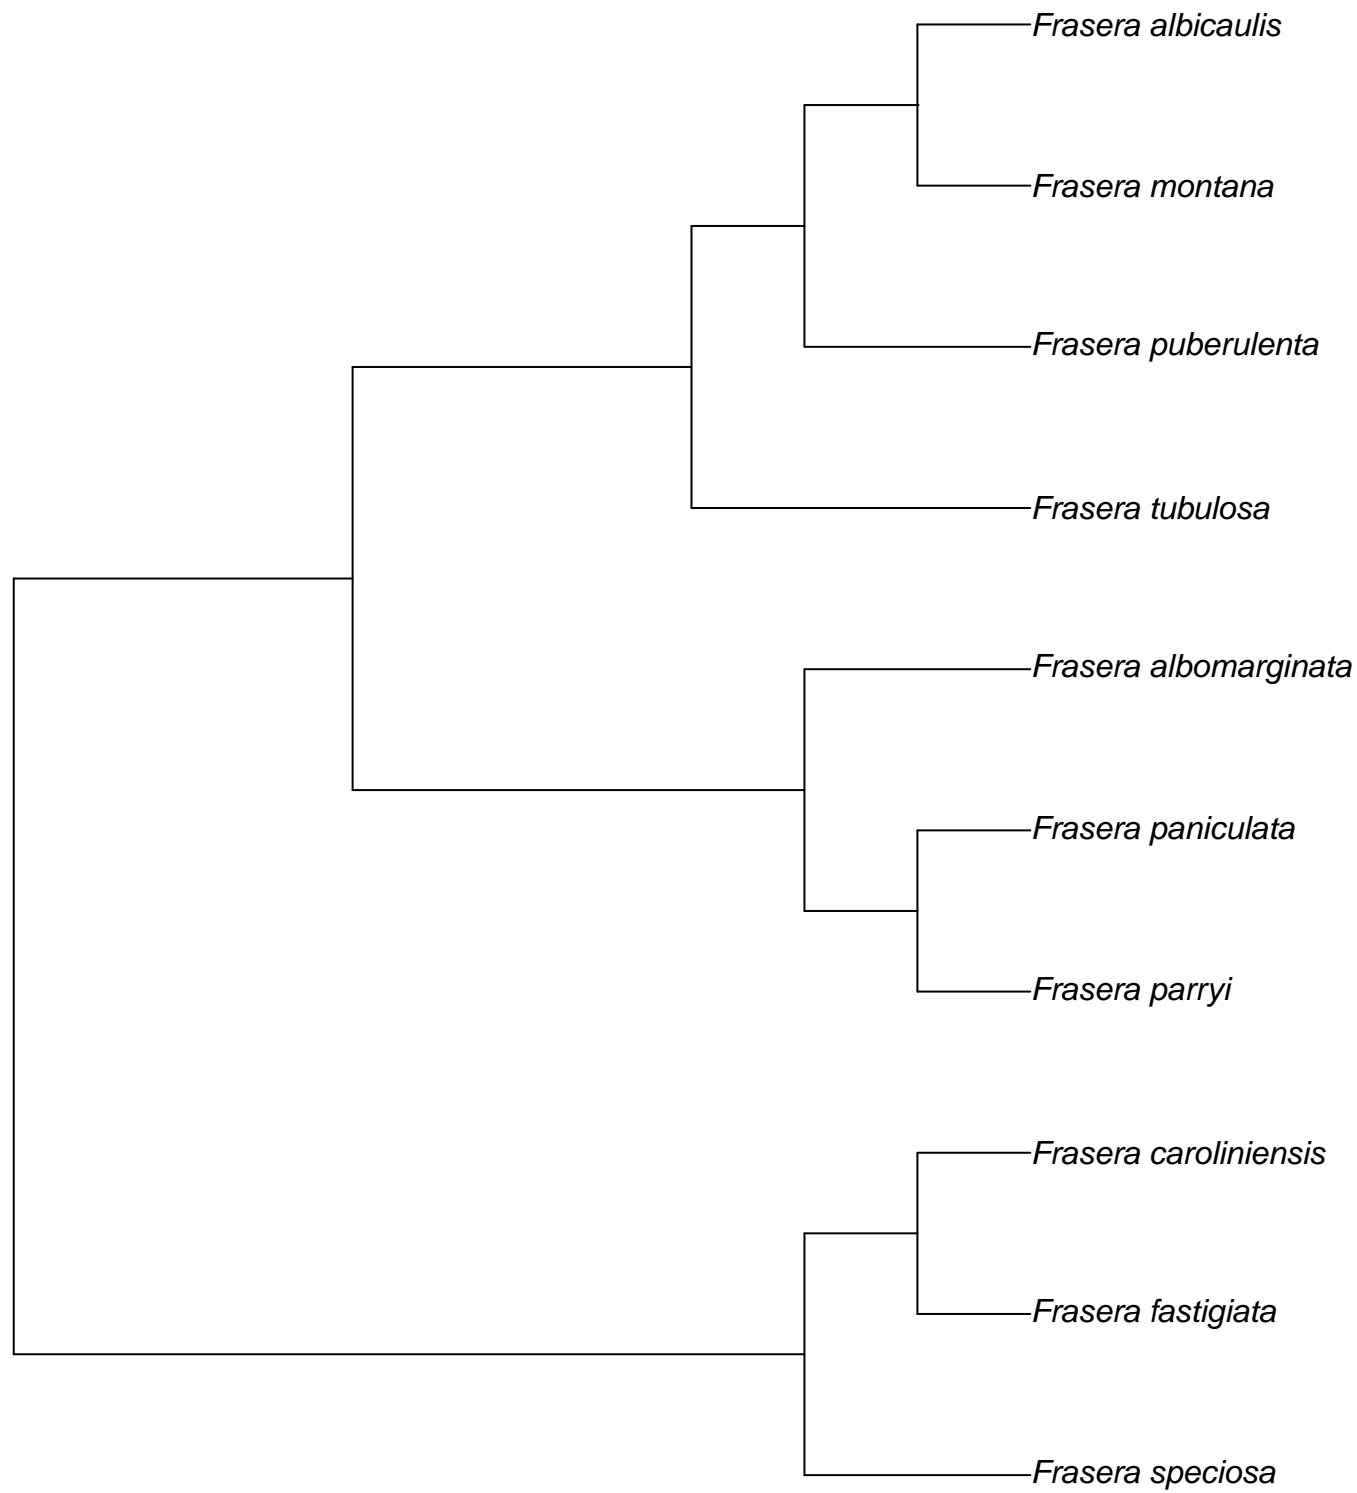 Frasera albicaulis
Frasera montana
Frasera puberulenta
Frasera tubulosa
Frasera albomarginata
Frasera paniculata
Frasera parryi
Frasera caroliniensis
Frasera fastigiata
Frasera speciosa